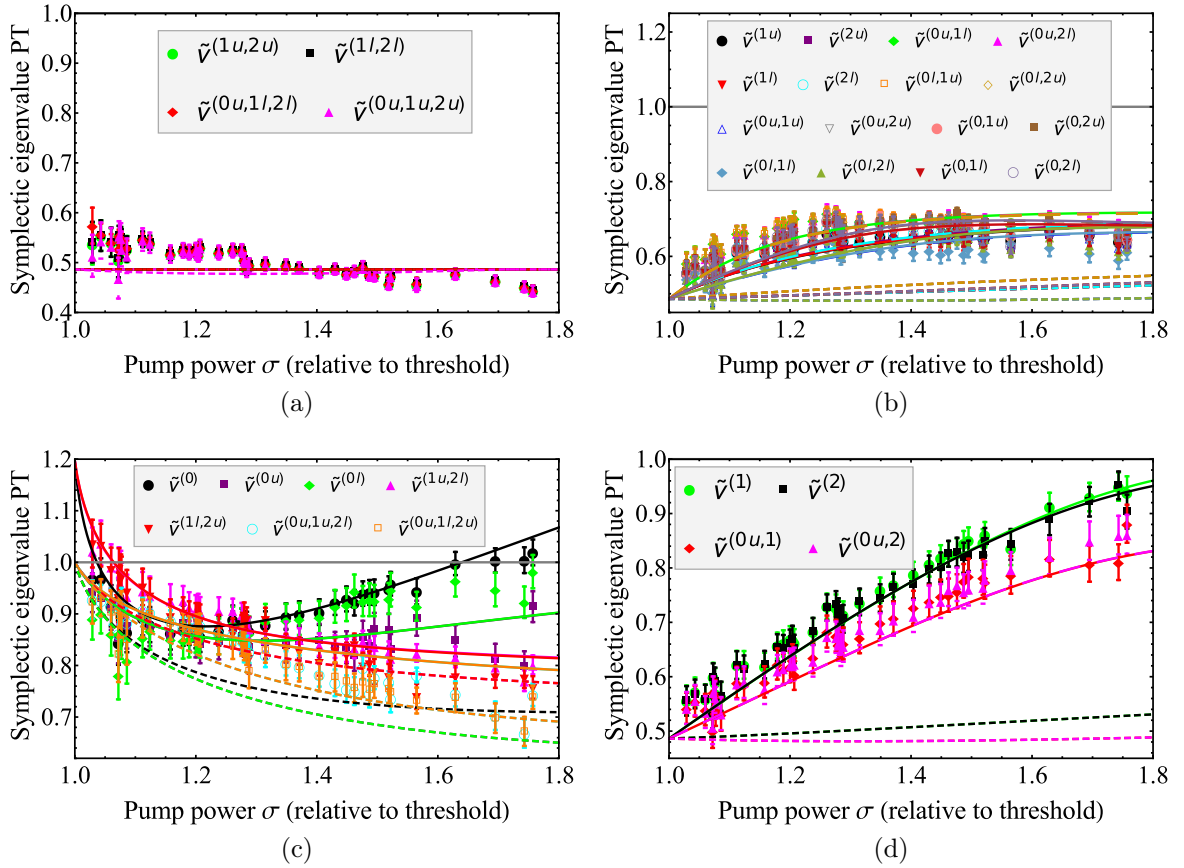 Symplectic eigenvalue PT
1.0
0.9
0.8
0.7
0.6
0.5
0.4
ṽ(1u,2u) ṽ(1l,2l)
ṽ(0u,1l,2l) ṽ(0u,1u,2u)
1.0 1.2 1.4 1.6 1.8
Pump power σ (relative to threshold)
(a)
Symplectic eigenvalue PT
1.2
1.0
0.8
0.6
ṽ(1u) ṽ(2u) ṽ(0u,1l) ṽ(0u,2l)
ṽ(1l) ṽ(2l) ṽ(0l,1u) ṽ(0l,2u)
ṽ(0u,1u) ṽ(0u,2u) ṽ(0,1u) ṽ(0,2u)
ṽ(0l,1l) ṽ(0l,2l) ṽ(0,1l) ṽ(0,2l)
1.0 1.2 1.4 1.6 1.8
Pump power σ (relative to threshold)
(b)
Symplectic eigenvalue PT
1.2
1.1
1.0
0.9
0.8
0.7
ṽ(0) ṽ(0u) ṽ(0l) ṽ(1u,2l)
ṽ(1l,2u) ṽ(0u,1u,2l) ṽ(0u,1l,2u)
1.0 1.2 1.4 1.6 1.8
Pump power σ (relative to threshold)
(c)
Symplectic eigenvalue PT
1.0
0.9
0.8
0.7
0.6
0.5
ṽ(1) ṽ(2)
ṽ(0u,1) ṽ(0u,2)
1.0 1.2 1.4 1.6 1.8
Pump power σ (relative to threshold)
(d)